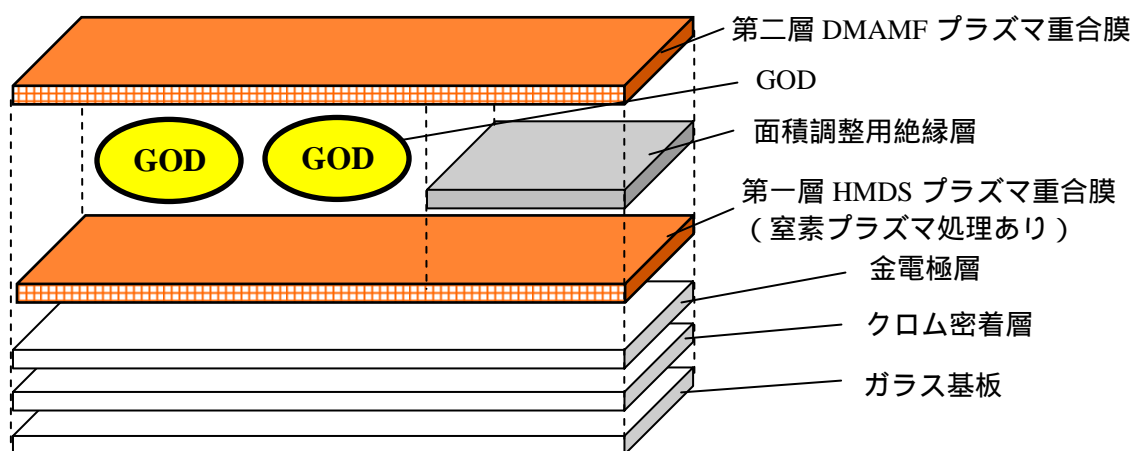 第二層 DMAMF プラズマ重合膜
GOD
GOD
GOD
面積調整用絶縁層
第一層 HMDS プラズマ重合膜
(窒素プラズマ処理あり)
金電極層
クロム密着層
ガラス基板